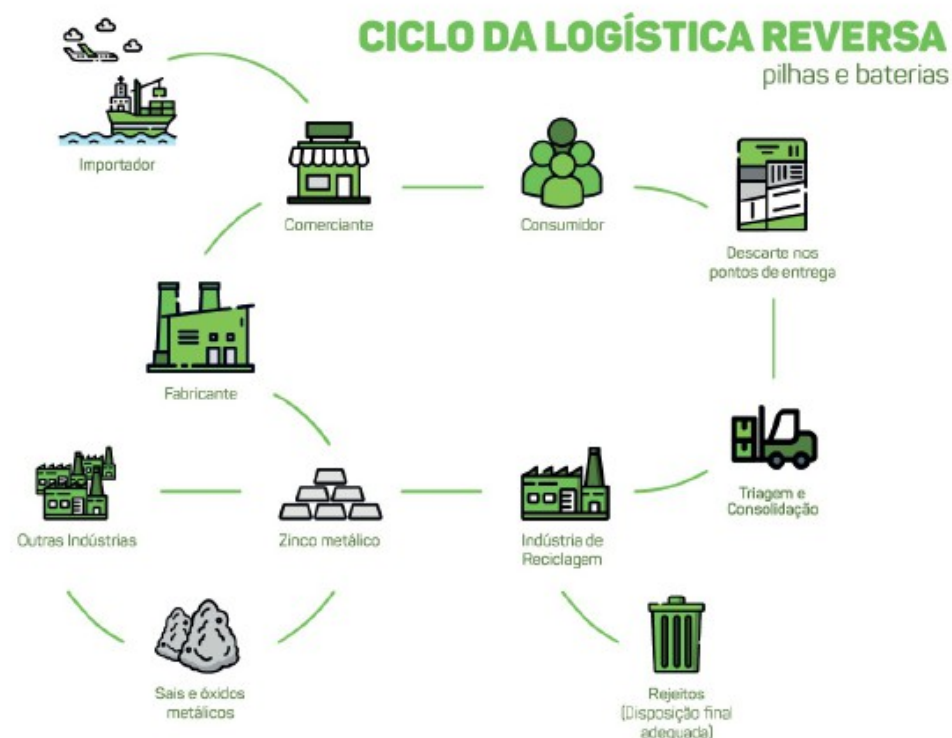 CICLO DA LOGÍSTICA REVERSA
pilhas e baterias
Importador
Comerciante
Consumidor
Descarte nos
pontos de entrega
Fabricante
Triagem e
Consolidação
Outras Indústrias
Zinco metálico
Indústria de
Reciclagem
Sais e óxidos
metálicos
Rejeitos
(Disposição final
adequada)